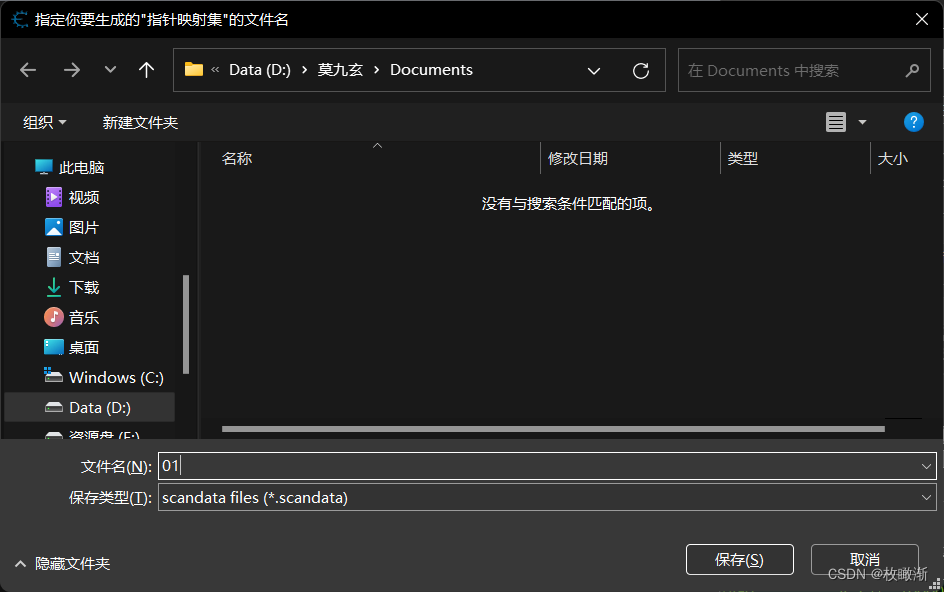 指定你要生成的"指针映射集"的文件名
« Data (D:) › 莫九玄 › Documents
在 Documents 中搜索
组织 新建文件夹
?
名称 修改日期 类型 大小
没有与搜索条件匹配的项。
此电脑
视频
图片
文档
下载
音乐
桌面
Windows (C:)
Data (D:)
资源盘 (E:)
文件名(N): 01
保存类型(T): scandata files (*.scandata)
隐藏文件夹
保存(S)
取消
CSDN @枚瞰渐